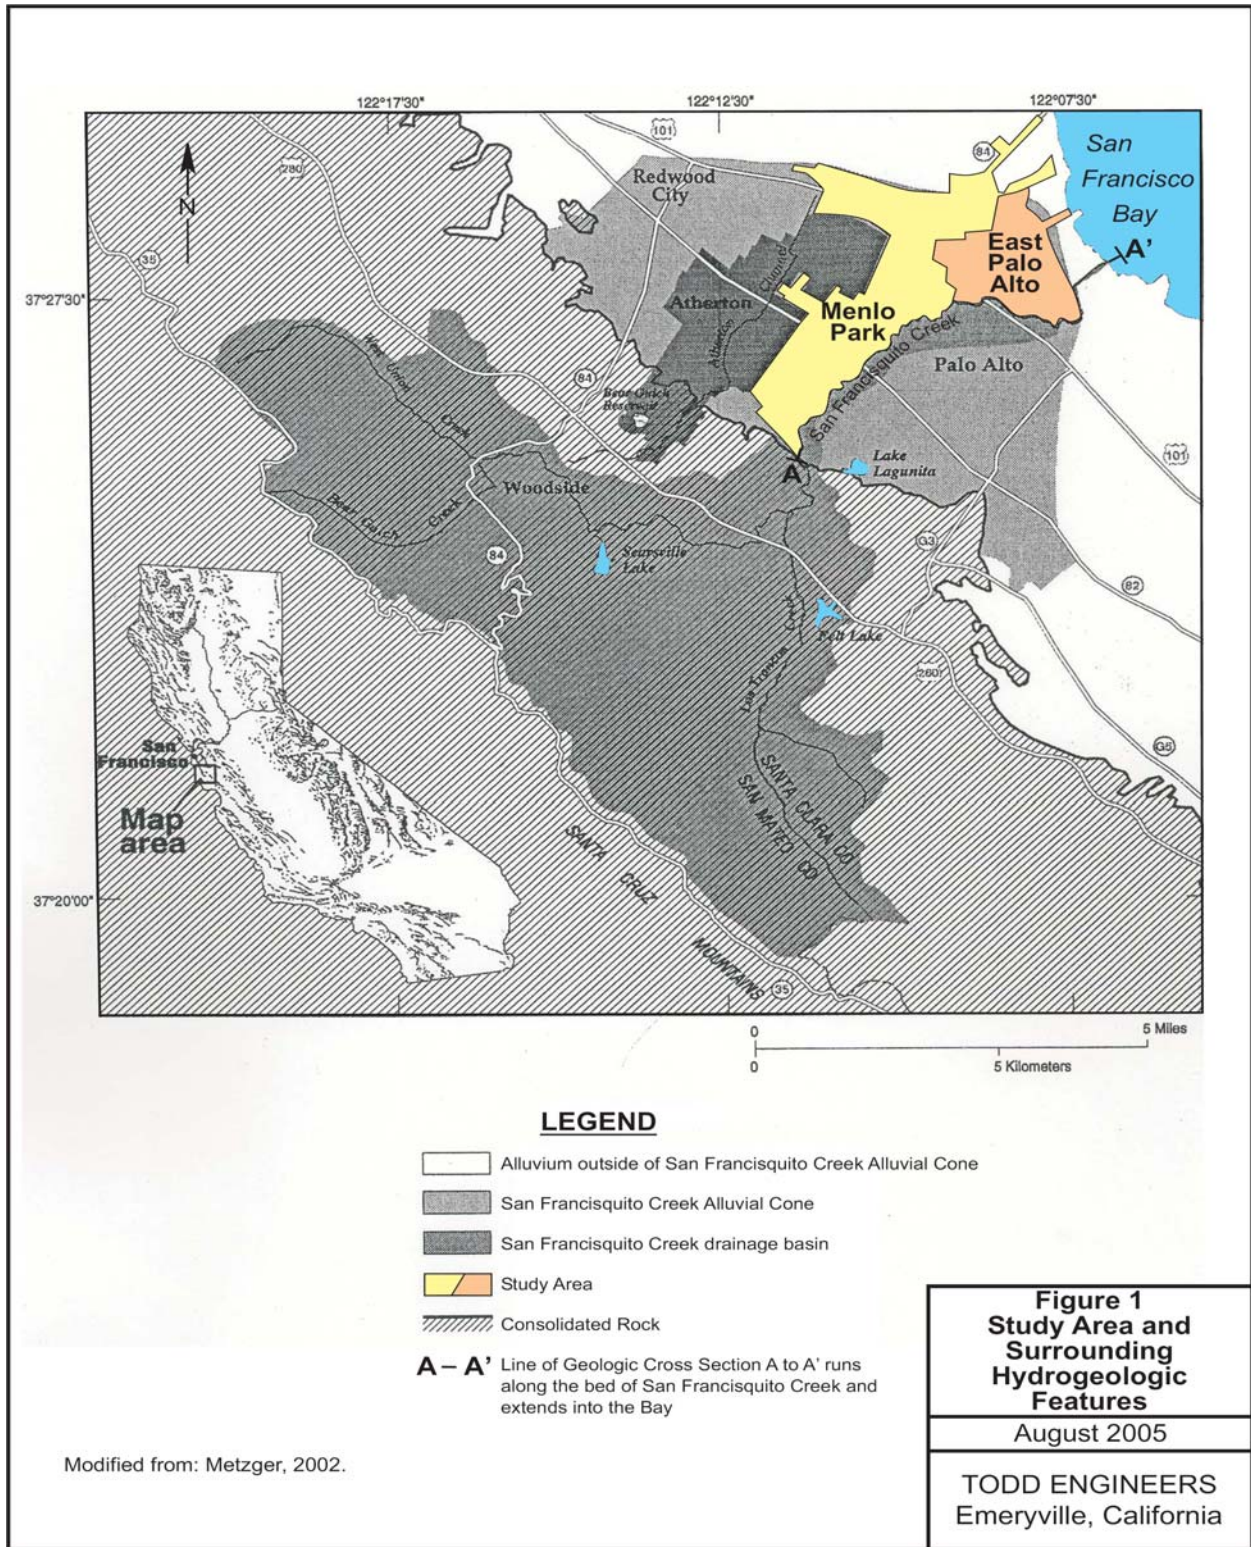 122°17'30"
122°12'30"
122°07'30"
101
84
San
Francisco
Bay
280
N
Redwood
City
35
East
Palo
Alto
A'
37°27'30"
Atherton
Atherton
Channel
Menlo
Park
San Francisquito Creek
Palo Alto
West Union
Creek
84
Bear Gulch
Reservoir
101
A
Lake
Lagunita
Woodside
Bear Gulch
Creek
84
Searsville
Lake
G3
82
Felt Lake
Los Trancos
Creek
280
San
Francisco
Map
area
G5
SANTA CLARA CO
SAN MATEO CO
SANTA
CRUZ
MOUNTAINS
37°20'00"
35
0 5 Miles
0 5 Kilometers
LEGEND
Alluvium outside of San Francisquito Creek Alluvial Cone
San Francisquito Creek Alluvial Cone
San Francisquito Creek drainage basin
Study Area
Consolidated Rock
A – A' Line of Geologic Cross Section A to A' runs
along the bed of San Francisquito Creek and
extends into the Bay
Figure 1
Study Area and
Surrounding
Hydrogeologic
Features
August 2005
TODD ENGINEERS
Emeryville, California
Modified from: Metzger, 2002.